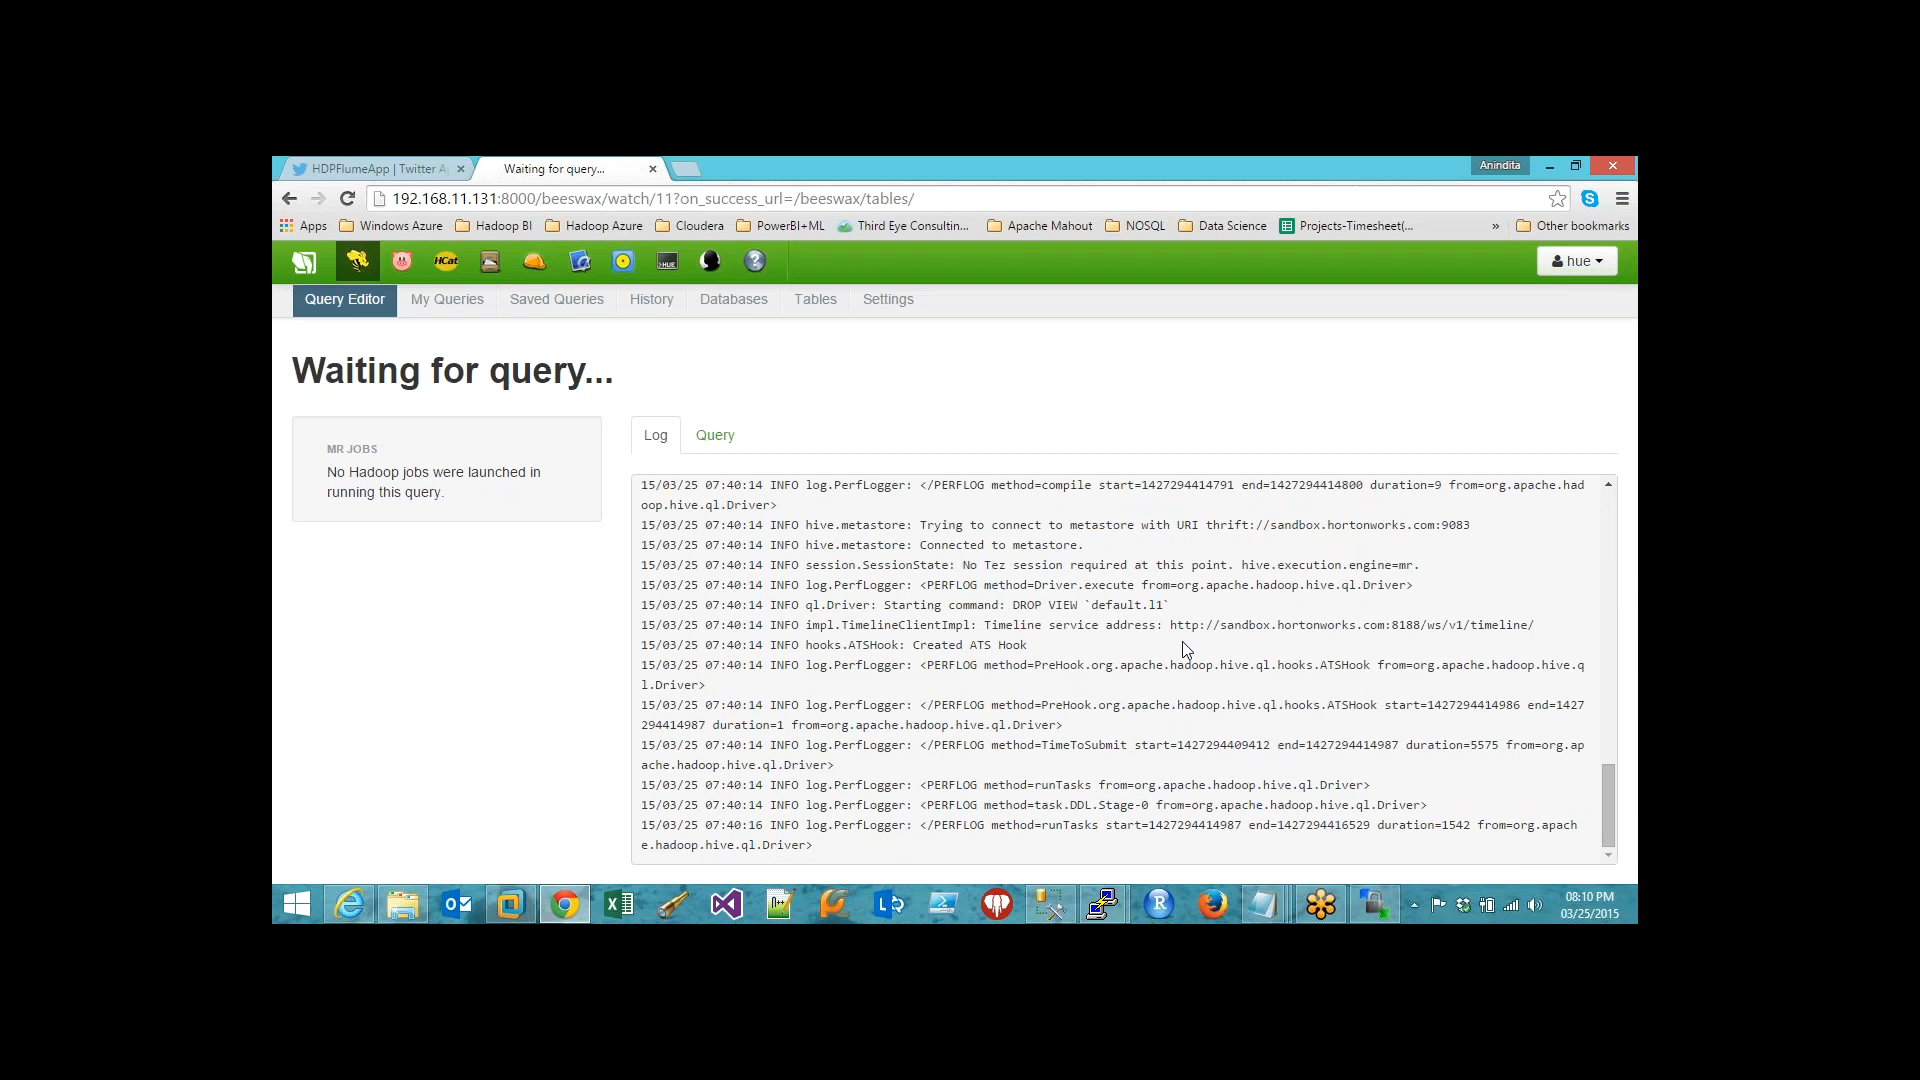 HDPFlumeApp | Twitter A
Waiting for query...
Anindita
192.168.11.131:8000/beeswax/watch/11?on_success_url=/beeswax/tables/
Apps
Windows Azure
Hadoop BI
Hadoop Azure
Cloudera
PowerBI+ML
Third Eye Consultin...
Apache Mahout
NOSQL
Data Science
Projects-Timesheet(...
»
Other bookmarks
HCat
>HUE
?
hue
Query Editor
My Queries
Saved Queries
History
Databases
Tables
Settings
Waiting for query...
MR JOBS
No Hadoop jobs were launched in
running this query.
Log
Query
15/03/25 07:40:14 INFO log.PerfLogger: </PERFLOG method=compile start=1427294414791 end=1427294414800 duration=9 from=org.apache.had
oop.hive.ql.Driver>
15/03/25 07:40:14 INFO hive.metastore: Trying to connect to metastore with URI thrift://sandbox.hortonworks.com:9083
15/03/25 07:40:14 INFO hive.metastore: Connected to metastore.
15/03/25 07:40:14 INFO session.SessionState: No Tez session required at this point. hive.execution.engine=mr.
15/03/25 07:40:14 INFO log.PerfLogger: <PERFLOG method=Driver.execute from=org.apache.hadoop.hive.ql.Driver>
15/03/25 07:40:14 INFO ql.Driver: Starting command: DROP VIEW `default.l1`
15/03/25 07:40:14 INFO impl.TimelineClientImpl: Timeline service address: http://sandbox.hortonworks.com:8188/ws/v1/timeline/
15/03/25 07:40:14 INFO hooks.ATSHook: Created ATS Hook
15/03/25 07:40:14 INFO log.PerfLogger: <PERFLOG method=PreHook.org.apache.hadoop.hive.ql.hooks.ATSHook from=org.apache.hadoop.hive.q
l.Driver>
15/03/25 07:40:14 INFO log.PerfLogger: </PERFLOG method=PreHook.org.apache.hadoop.hive.ql.hooks.ATSHook start=1427294414986 end=1427
294414987 duration=1 from=org.apache.hadoop.hive.ql.Driver>
15/03/25 07:40:14 INFO log.PerfLogger: </PERFLOG method=TimeToSubmit start=1427294409412 end=1427294414987 duration=5575 from=org.ap
ache.hadoop.hive.ql.Driver>
15/03/25 07:40:14 INFO log.PerfLogger: <PERFLOG method=runTasks from=org.apache.hadoop.hive.ql.Driver>
15/03/25 07:40:14 INFO log.PerfLogger: <PERFLOG method=task.DDL.Stage-0 from=org.apache.hadoop.hive.ql.Driver>
15/03/25 07:40:16 INFO log.PerfLogger: </PERFLOG method=runTasks start=1427294414987 end=1427294416529 duration=1542 from=org.apach
e.hadoop.hive.ql.Driver>
08:10 PM
03/25/2015